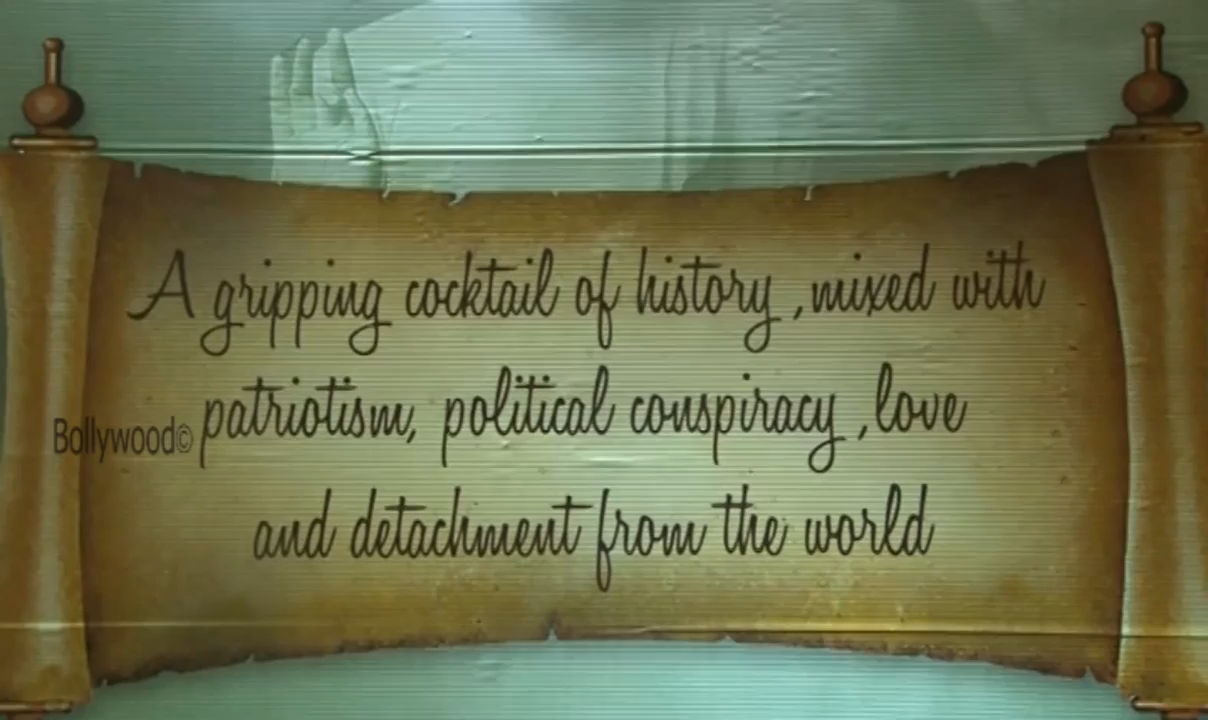 A gripping cocktail of history ,mixed with
patriotism, political conspiracy ,love
and detachment from the world
Bollywood©